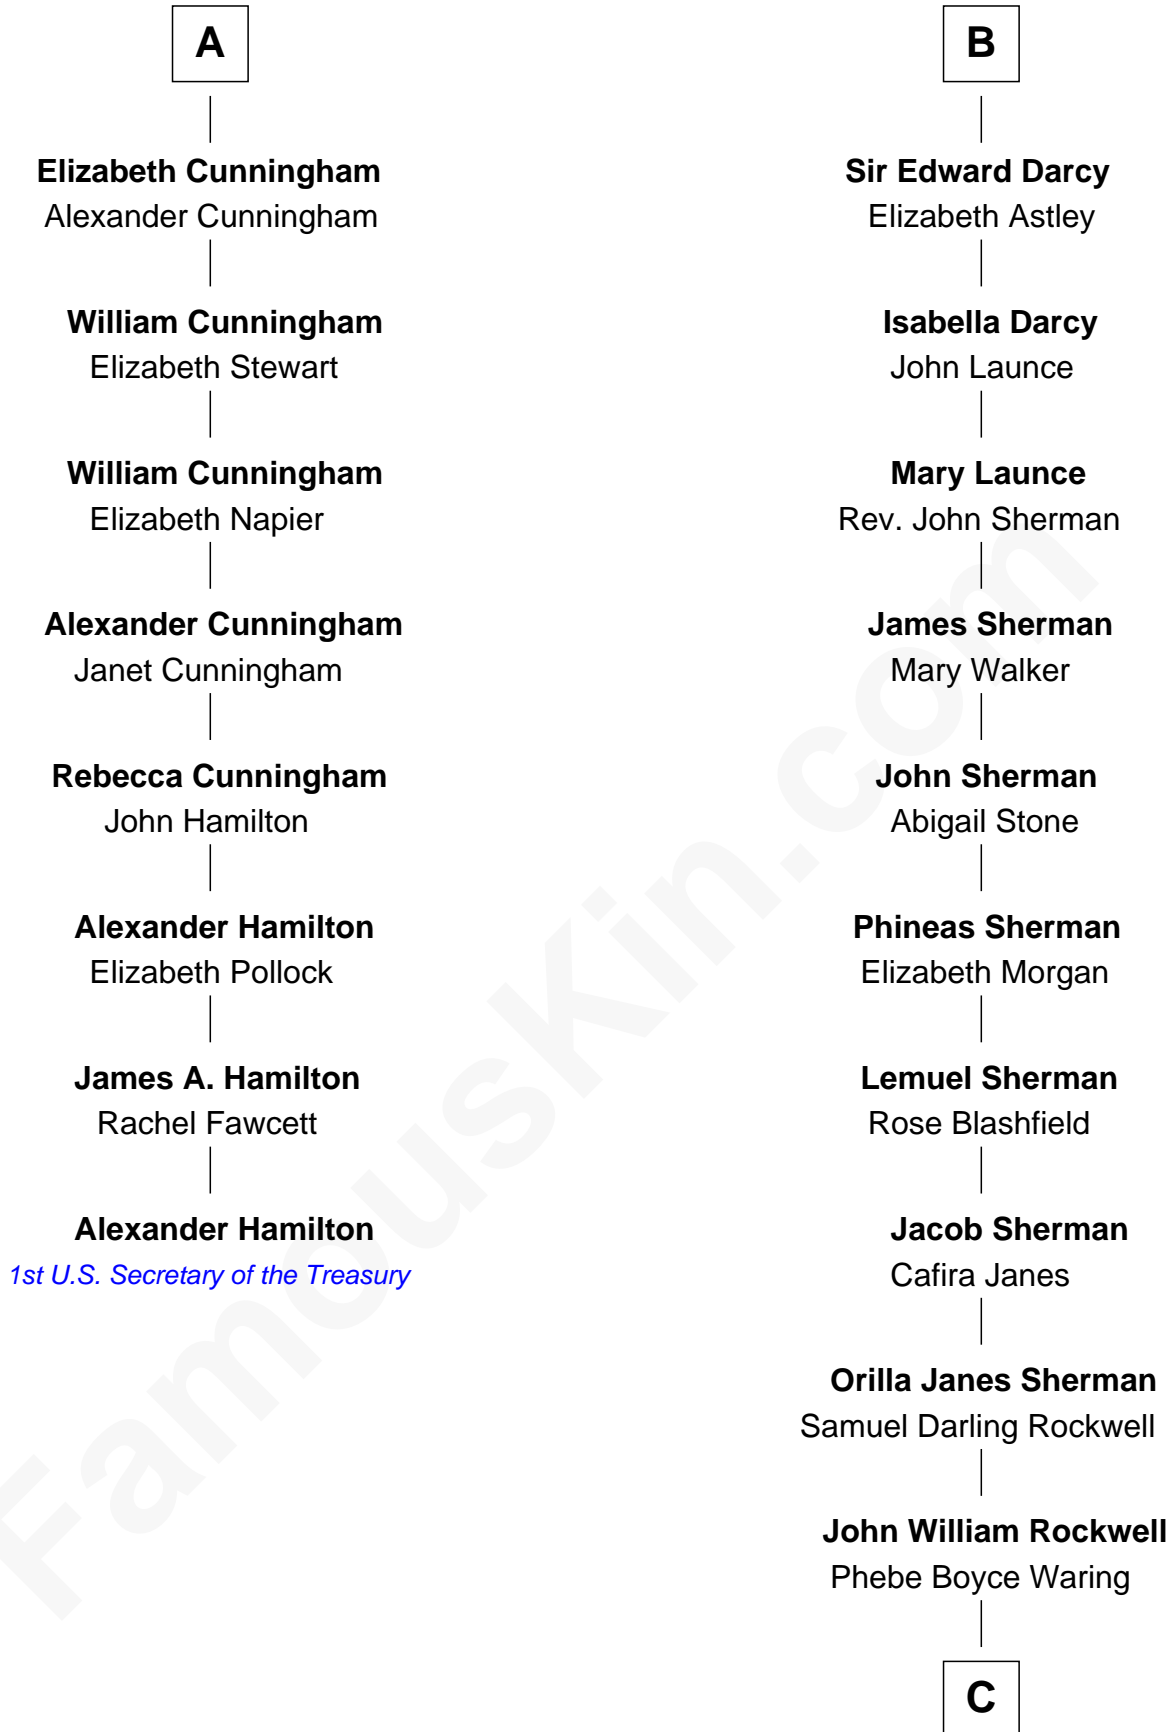 A
Elizabeth Cunningham
Alexander Cunningham
William Cunningham
Elizabeth Stewart
William Cunningham
Elizabeth Napier
Alexander Cunningham
Janet Cunningham
Rebecca Cunningham
John Hamilton
Alexander Hamilton
Elizabeth Pollock
James A. Hamilton
Rachel Fawcett
Alexander Hamilton
1st U.S. Secretary of the Treasury
B
Sir Edward Darcy
Elizabeth Astley
Isabella Darcy
John Launce
Mary Launce
Rev. John Sherman
James Sherman
Mary Walker
John Sherman
Abigail Stone
Phineas Sherman
Elizabeth Morgan
Lemuel Sherman
Rose Blashfield
Jacob Sherman
Cafira Janes
Orilla Janes Sherman
Samuel Darling Rockwell
John William Rockwell
Phebe Boyce Waring
C
FamousKin.com